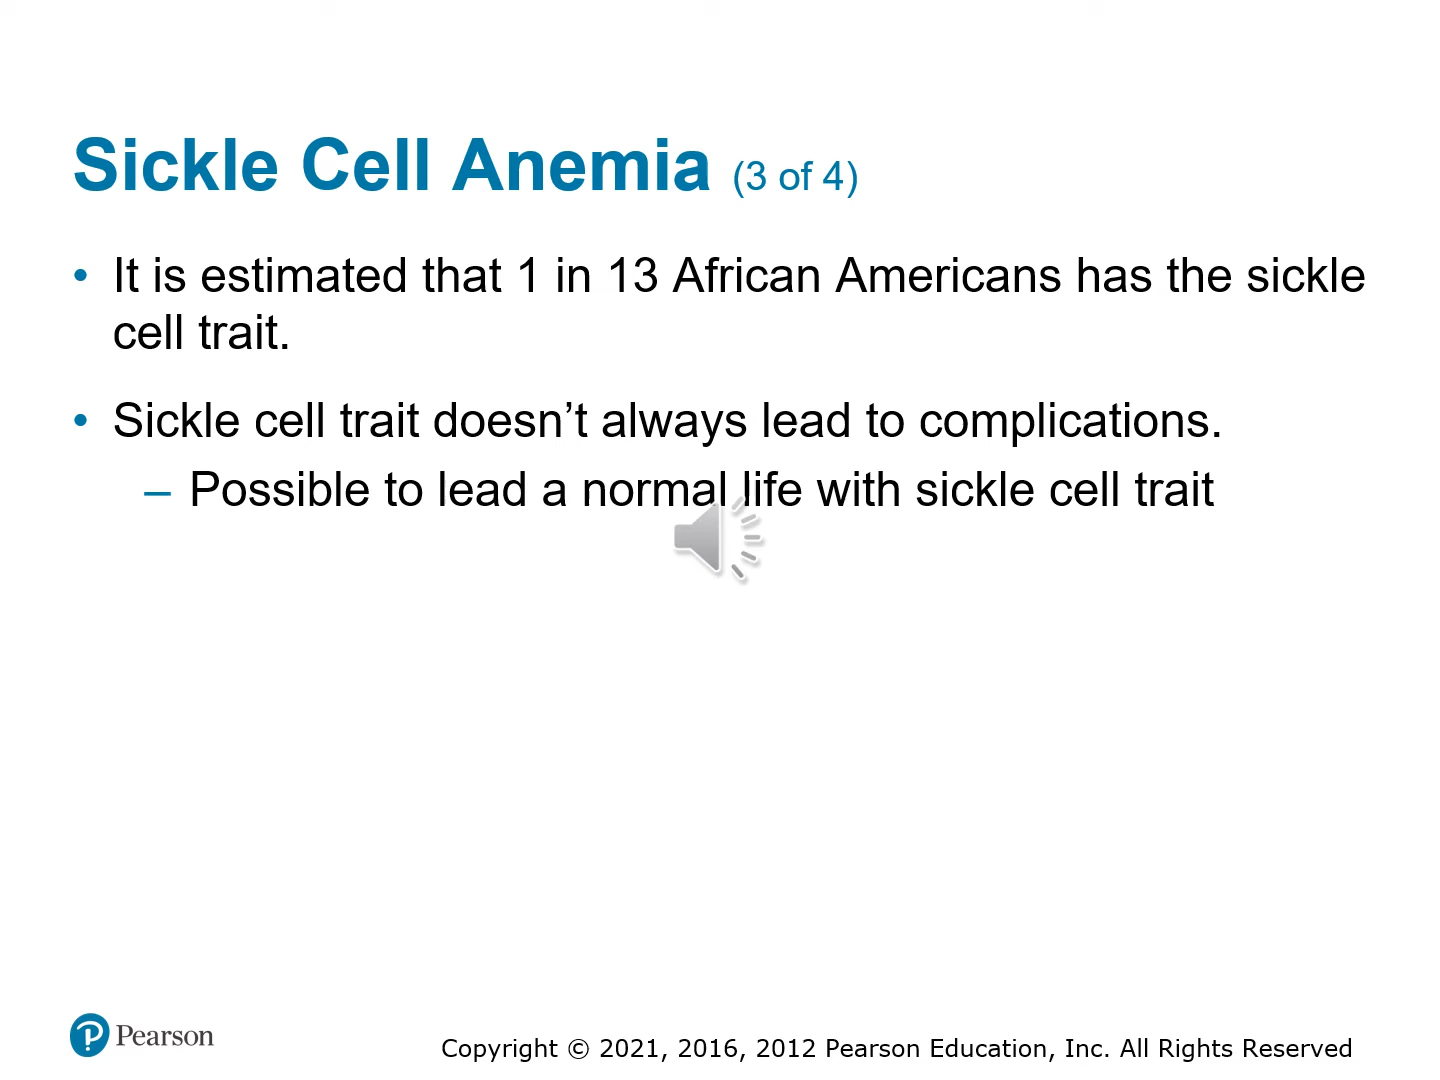 Sickle Cell Anemia (3 of 4)
• It is estimated that 1 in 13 African Americans has the sickle
cell trait.
• Sickle cell trait doesn’t always lead to complications.
– Possible to lead a normal life with sickle cell trait
Pearson
Copyright © 2021, 2016, 2012 Pearson Education, Inc. All Rights Reserved